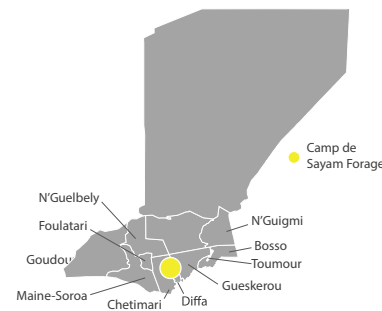 Camp de
Sayam Forage
N'Guelbely
Foulatari
Goudou
Maine-Soroa
Chetimari
Diffa
Gueskerou
Toumour
Bosso
N'Guigmi